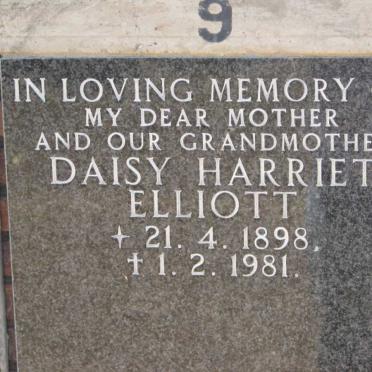 9
IN LOVING MEMORY
MY DEAR MOTHER
AND OUR GRANDMOTHE
DAISY HARRIET
ELLIOTT
+ 21. 4. 1898.
† 1. 2. 1981.